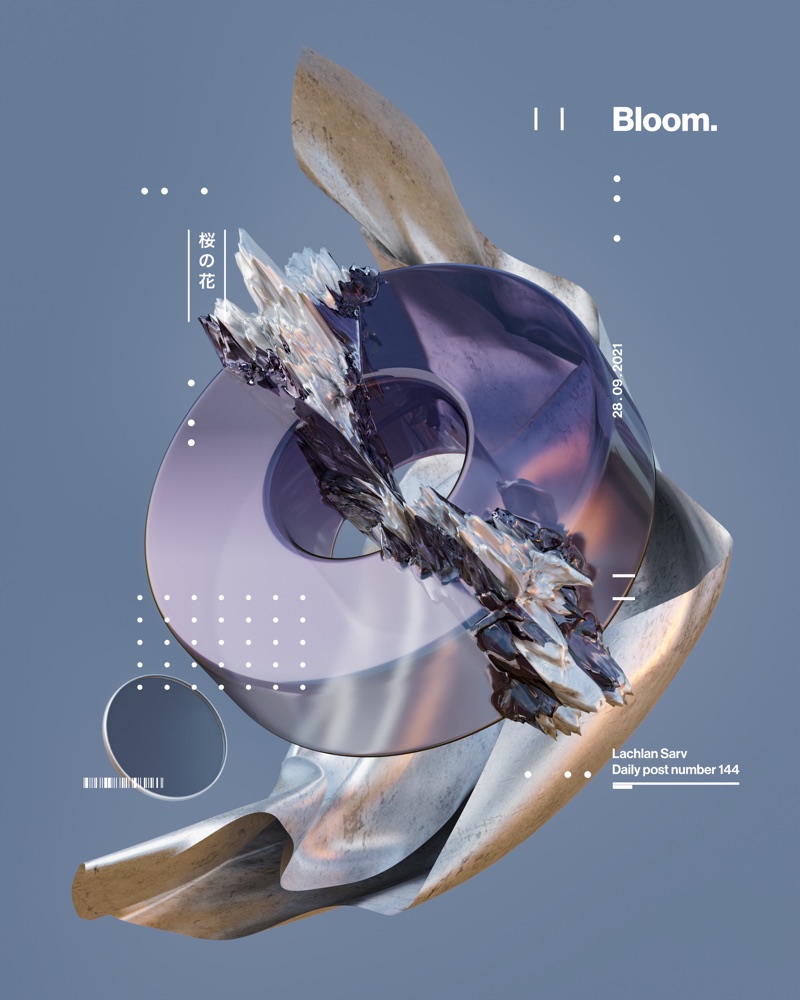 Bloom.
桜の花
28.09.2021
Lachlan Sarv
Daily post number 144